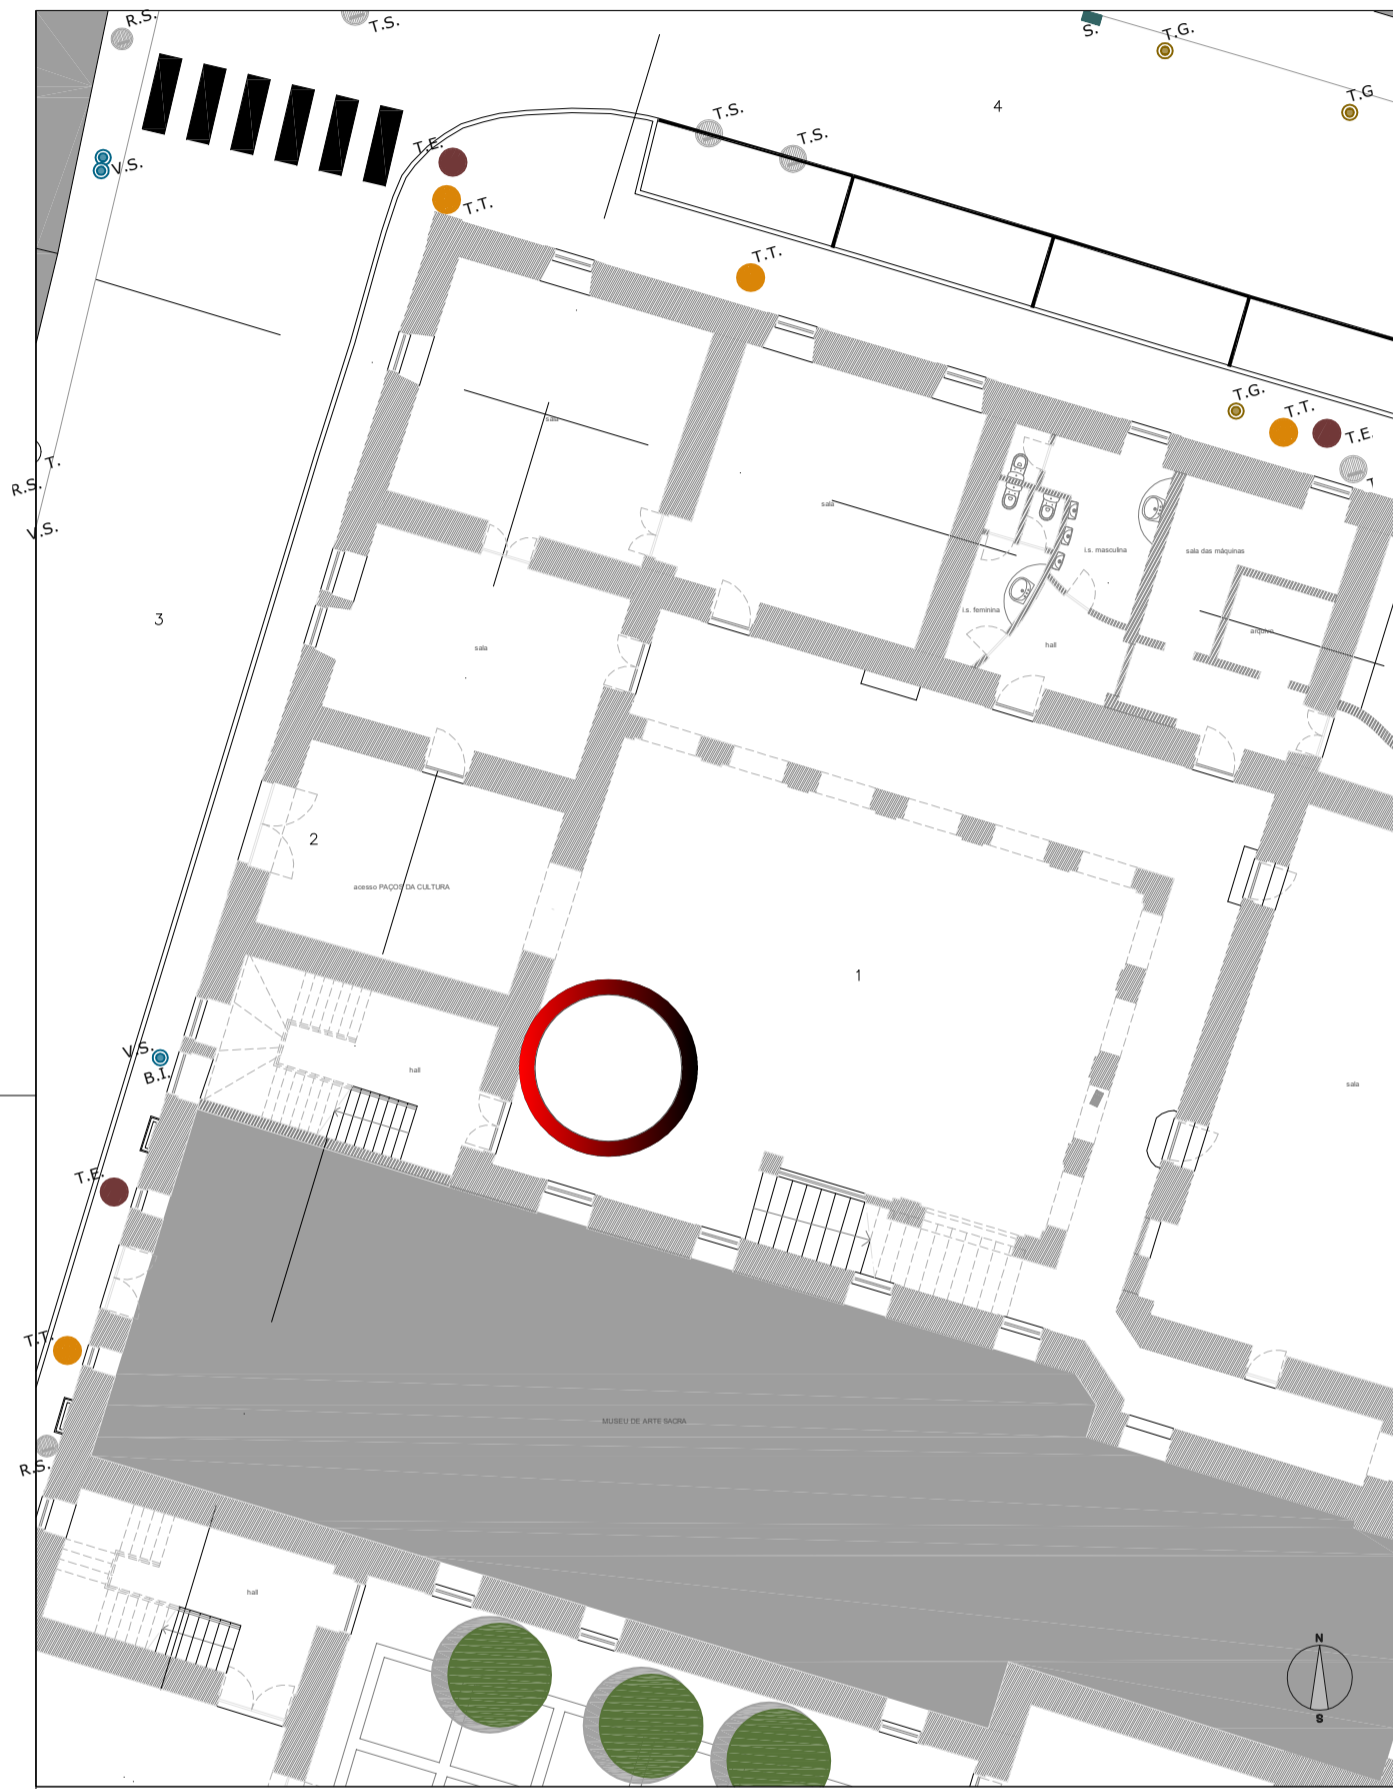 R.S.
T.S.
S.
T.G.
T.G
4
T.S.
T.S.
T.E.
V.S.
T.T.
T.T.
T.G.
T.T.
T.E.
T
sala
T.
R.S.
sala
V.S.
i.s. masculina
sala das máquinas
i.s. feminina
3
arquivo
hall
sala
2
acesso PAÇOS DA CULTURA
1
V.S.
B.I.
hall
sala
T.E.
T.T.
MUSEU DE ARTE SACRA
R.S.
hall
N
S